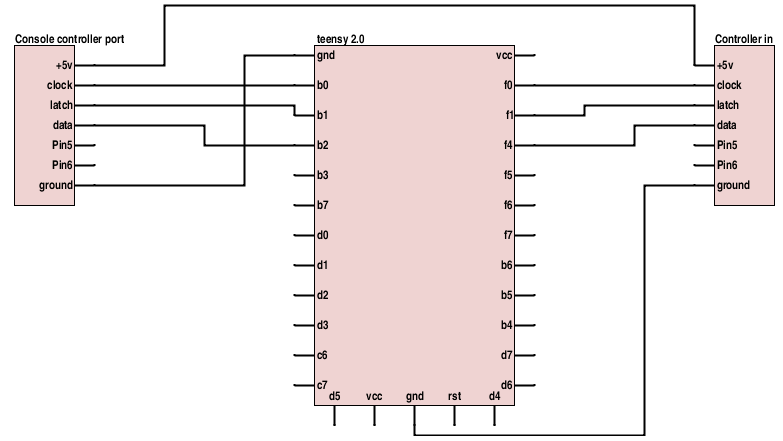 Console controller port
+5v
clock
latch
data
Pin5
Pin6
ground
teensy 2.0
gnd
b0
b1
b2
b3
b7
d0
d1
d2
d3
c6
c7
vcc
f0
f1
f4
f5
f6
f7
b6
b5
b4
d7
d6
d5 vcc gnd rst d4
Controller in
+5v
clock
latch
data
Pin5
Pin6
ground